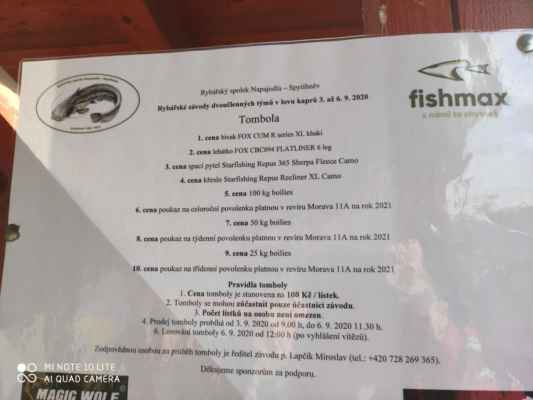 Rybářský spolek Napajedla – Spytihněv
Rybářské závody dvoučlenných týmů v lovu kaprů 3. až 6. 9. 2020
fishmax
s námi se chytneš
Tombola
1. cena bivak FOX CUM R series XL khaki
2. cena lehátko FOX CBC094 FLATLINER 6 leg
3. cena spací pytel Starfishing Repus 365 Sherpa Fleece Camo
4. cena křeslo Starfishing Repus Recliner XL Camo
5. cena 100 kg boilies
6. cena poukaz na celoroční povolenku platnou v revíru Morava 11A na rok 2021
7. cena 50 kg boilies
8. cena poukaz na týdenní povolenku platnou v revíru Morava 11A na rok 2021
9. cena 25 kg boilies
10. cena poukaz na třídenní povolenku platnou v revíru Morava 11A na rok 2021
Pravidla tomboly
1. Cena tomboly je stanovena na 100 Kč / lístek.
2. Tomboly se mohou zúčastnit pouze účastníci závodu.
3. Počet lístků na osobu není omezen.
4. Prodej tomboly probíhá od 3. 9. 2020 od 9.00 h, do 6. 9. 2020 11.30 h.
Losování tomboly 6. 9. 2020 od 12:00 h (po vyhlášení vítězů).
Zodpovědnou osobou za průběh tomboly je ředitel závodu p. Lapčík Miroslav (tel.: +420 728 269 365).
Děkujeme sponzorům za podporu.
MI NOTE 10 LITE
AI QUAD CAMERA
MAGIC WOLF